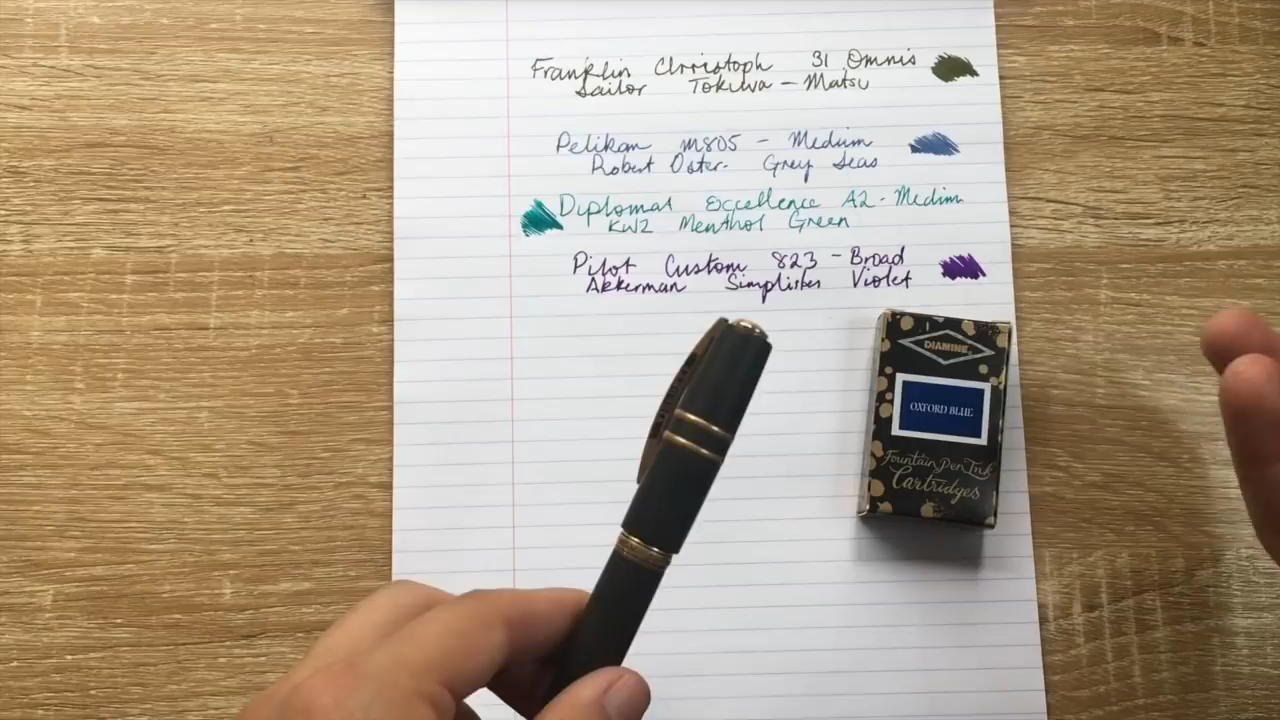 Franklin Christoph 31 Omnis
Sailor Tokiwa - Matsu
Pelikan M805 - Medium
Robert Oster. Grey Seas
Diplomat Excellence A2 - Medium
KWZ Menthol Green
Pilot Custom 823 - Broad
Akkerman Simplisties Violet
DIAMINE
OXFORD BLUE
Fountain Pen Ink
Cartridges